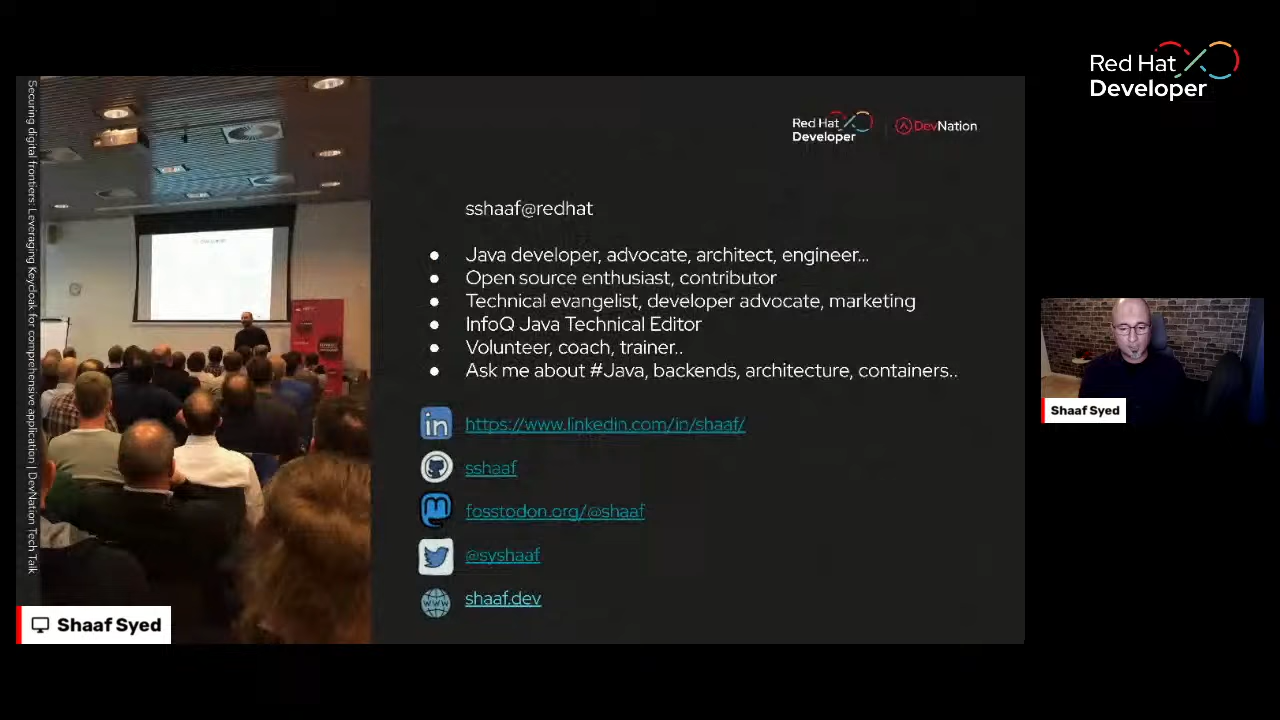 Red Hat
Developer
Securing digital frontiers: Leveraging Keycloak for comprehensive application | DevNation Tech Talk
Red Hat
Developer
DevNation
sshaaf@redhat
● Java developer, advocate, architect, engineer...
● Open source enthusiast, contributor
● Technical evangelist, developer advocate, marketing
● InfoQ Java Technical Editor
● Volunteer, coach, trainer..
● Ask me about #Java, backends, architecture, containers..
in https://www.linkedin.com/in/shaaf/
sshaaf
fosstodon.org/@shaaf
@syshaaf
www shaaf.dev
Shaaf Syed
Shaaf Syed